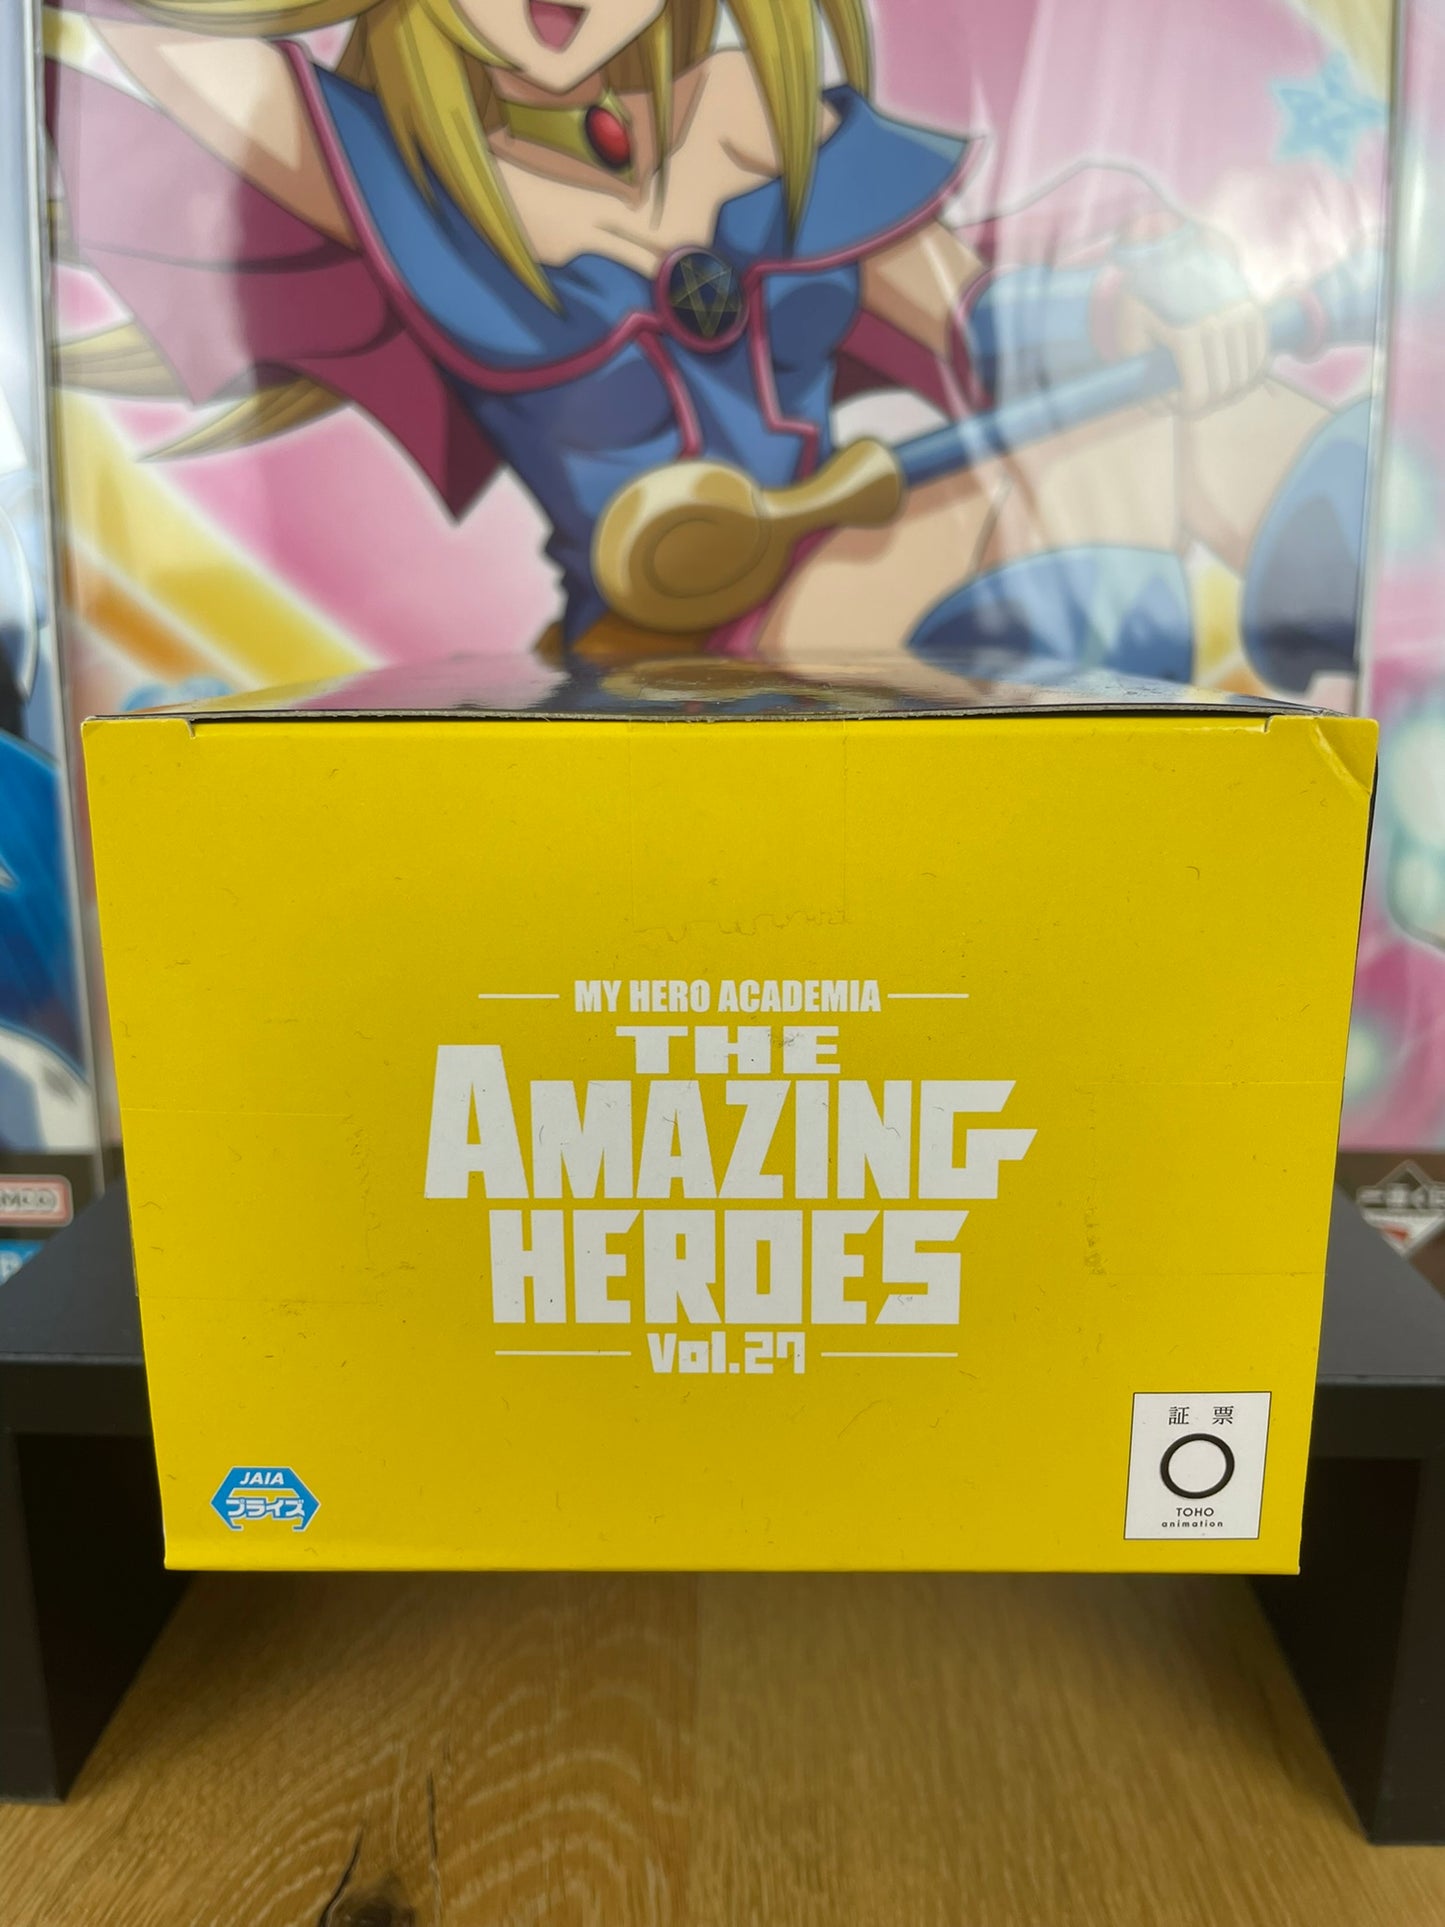 MY HERO ACADEMIA
THE
AMAZING
HEROES
Vol.27
JAIA
プライズ
証票
TOHO
animation